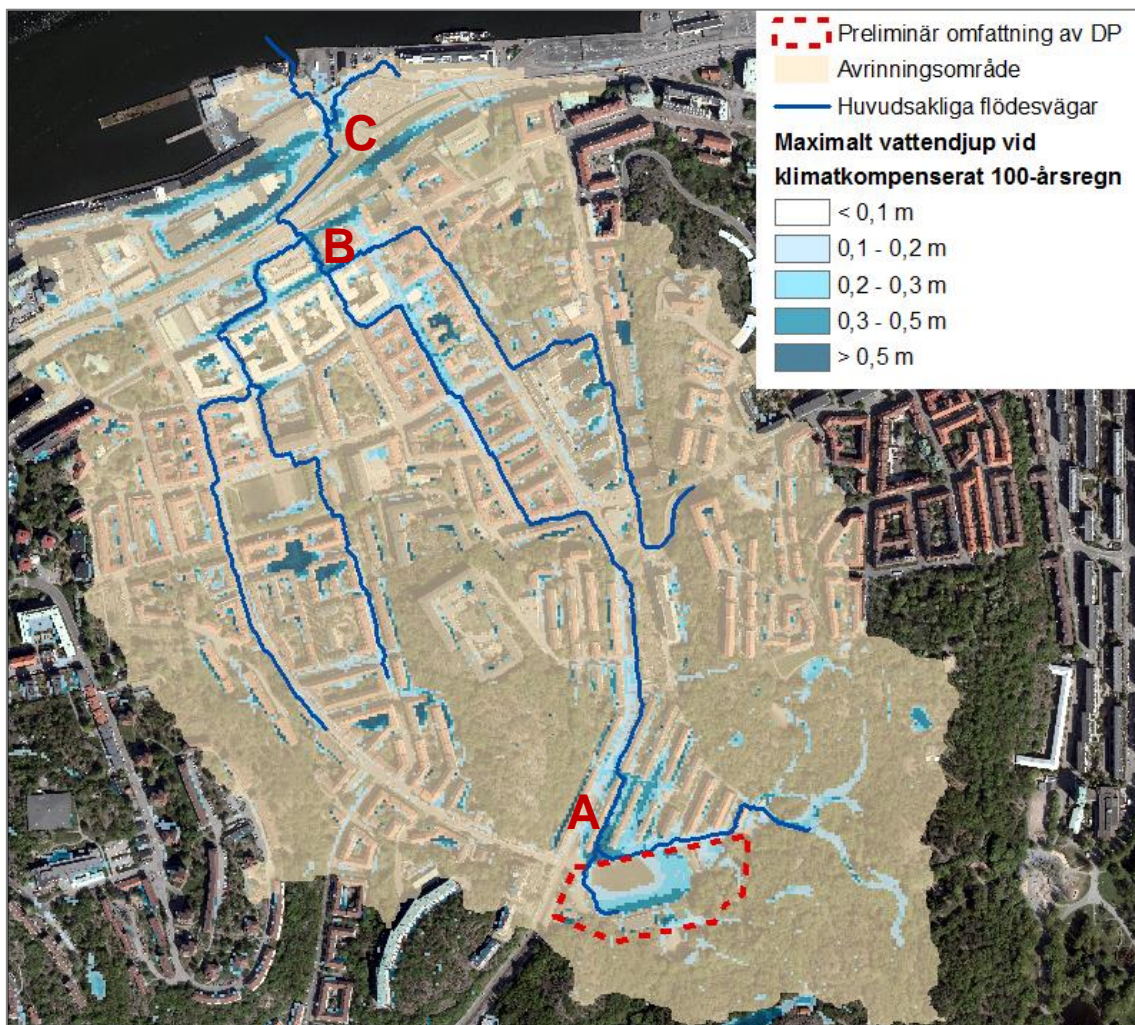 Preliminär omfattning av DP
Avrinningsområde
Huvudsakliga flödesvägar
Maximalt vattendjup vid
klimatkompenserat 100-årsregn
< 0,1 m
0,1 - 0,2 m
0,2 - 0,3 m
0,3 - 0,5 m
> 0,5 m
C
B
A